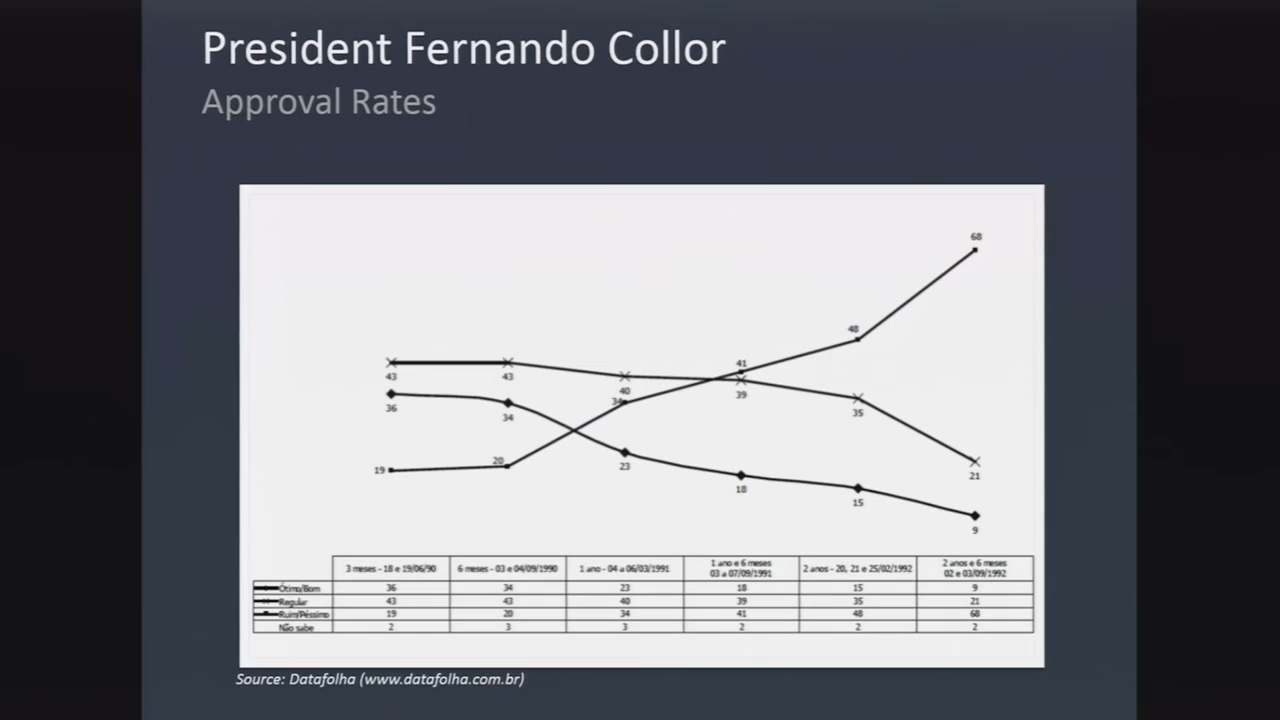 President Fernando Collor
Approval Rates
68
48
43
43
41
40
39
36
34
34
35
19
20
23
18
21
15
9
3 meses - 18 e 19/06/90
6 meses - 03 e 04/09/1990
1 ano - 04 a 06/03/1991
1 ano e 6 meses
03 a 07/09/1991
2 anos - 20, 21 e 25/02/1992
2 anos e 6 meses
02 e 03/09/1992
Ótimo/Bom 36 34 23 18 15 9
Regular 43 43 40 39 35 21
Ruim/Péssimo 19 20 34 41 48 68
Não sabe 2 3 3 2 2 2
Source: Datafolha (www.datafolha.com.br)